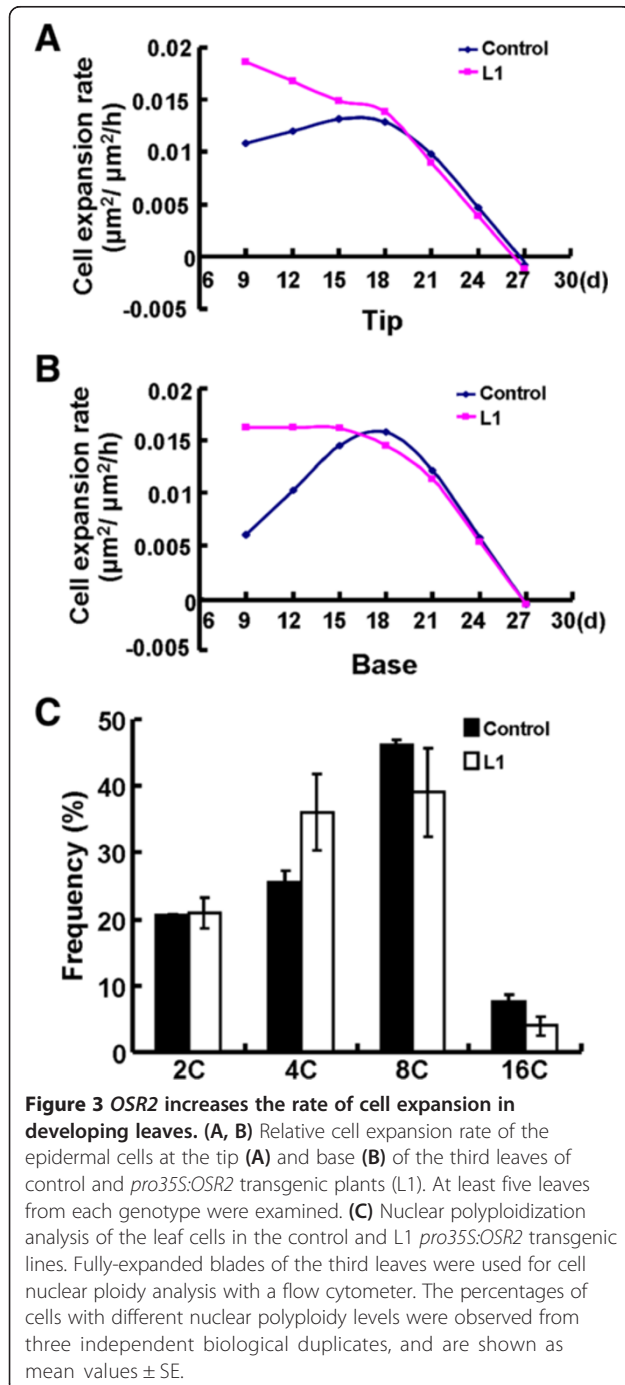 A
Cell expansion rate
(µm²/ µm²/h)
0.02
0.015
0.01
0.005
0
-0.005
Control
L1
6 9 12 15 18 21 24 27 30(d)
Tip
B
Cell expansion rate
(µm²/ µm²/h)
0.02
0.015
0.01
0.005
0
-0.005
Control
L1
6 9 12 15 18 21 24 27 30(d)
Base
C
Frequency (%)
50
40
30
20
10
0
Control
L1
2C 4C 8C 16C
Figure 3 OSR2 increases the rate of cell expansion in
developing leaves. (A, B) Relative cell expansion rate of the
epidermal cells at the tip (A) and base (B) of the third leaves of
control and pro35S:OSR2 transgenic plants (L1). At least five leaves
from each genotype were examined. (C) Nuclear polyploidization
analysis of the leaf cells in the control and L1 pro35S:OSR2 transgenic
lines. Fully-expanded blades of the third leaves were used for cell
nuclear ploidy analysis with a flow cytometer. The percentages of
cells with different nuclear polyploidy levels were observed from
three independent biological duplicates, and are shown as
mean values ± SE.